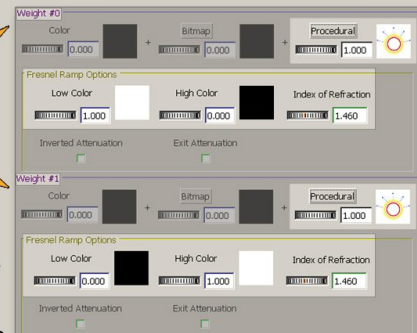 Weight #0
Color Bitmap Procedural
0.000 + 0.000 + 1.000
Fresnel Ramp Options
Low Color High Color Index of Refraction
1.000 0.000 1.460
Inverted Attenuation Exit Attenuation
Weight #1
Color Bitmap Procedural
0.000 + 0.000 + 1.000
Fresnel Ramp Options
Low Color High Color Index of Refraction
0.000 1.000 1.460
Inverted Attenuation Exit Attenuation